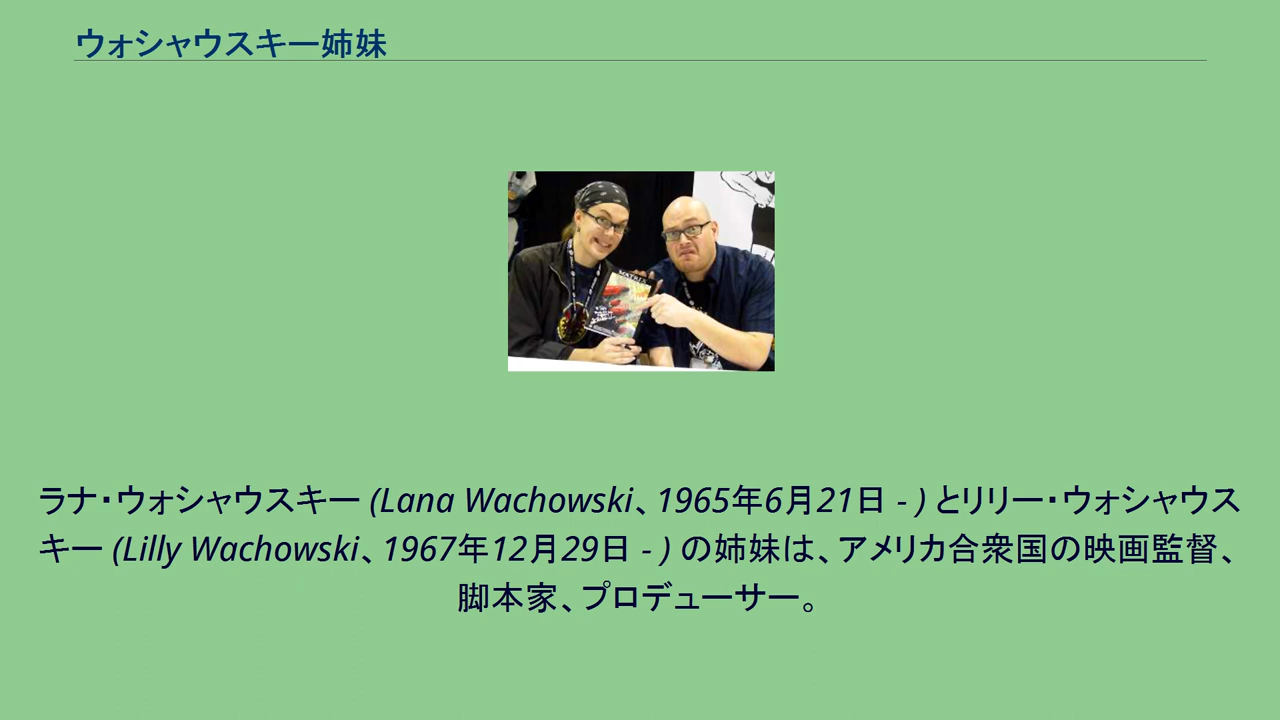 ウォシャウスキー姉妹
MATRIX
ラナ・ウォシャウスキー (Lana Wachowski、1965年6月21日 - ) とリリー・ウォシャウス
キー (Lilly Wachowski、1967年12月29日 - ) の姉妹は、アメリカ合衆国の映画監督、
脚本家、プロデューサー。